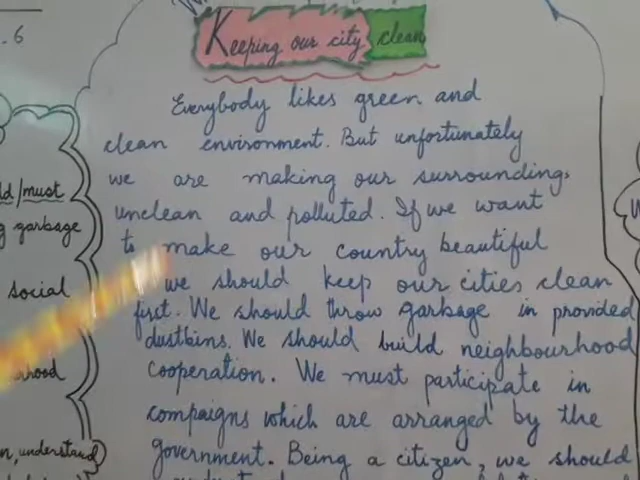 .6
Keeping our city clean
Everybody likes green and
clean environment. But unfortunately
we are making our surroundings
unclean and polluted. If we want
to make our country beautiful
we should keep our cities clean
first. We should throw garbage in provided
dustbins. We should build neighbourhood
cooperation. We must participate in
compaigns which are arranged by the
government. Being a citizen, we should
ld/must
g garbage
social
rhood
n, understand